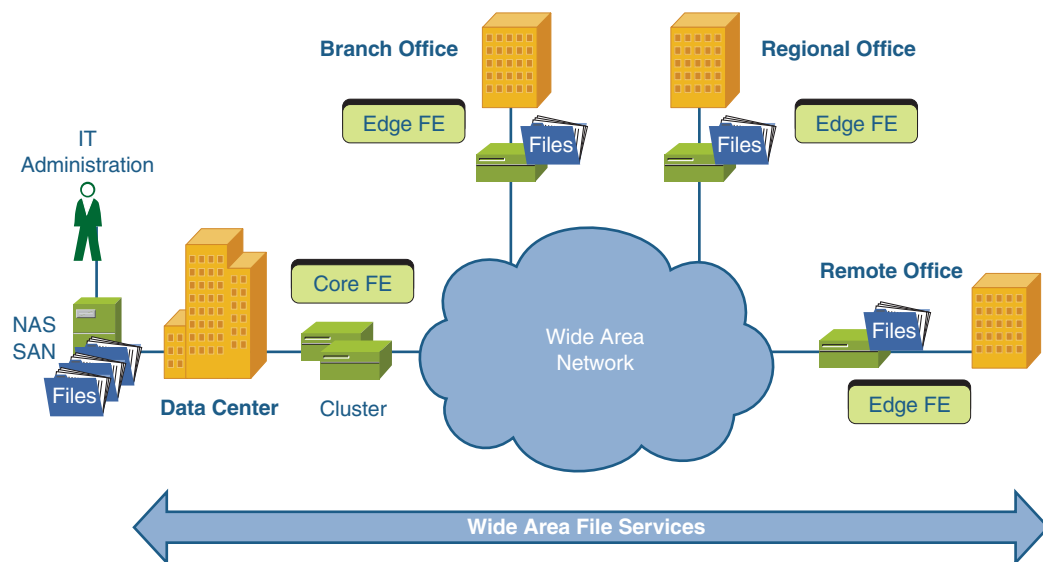 Branch Office
Regional Office
Edge FE
Files
Edge FE
Files
IT
Administration
Core FE
Remote Office
NAS
SAN
Files
Wide Area
Network
Files
Data Center
Cluster
Edge FE
Wide Area File Services